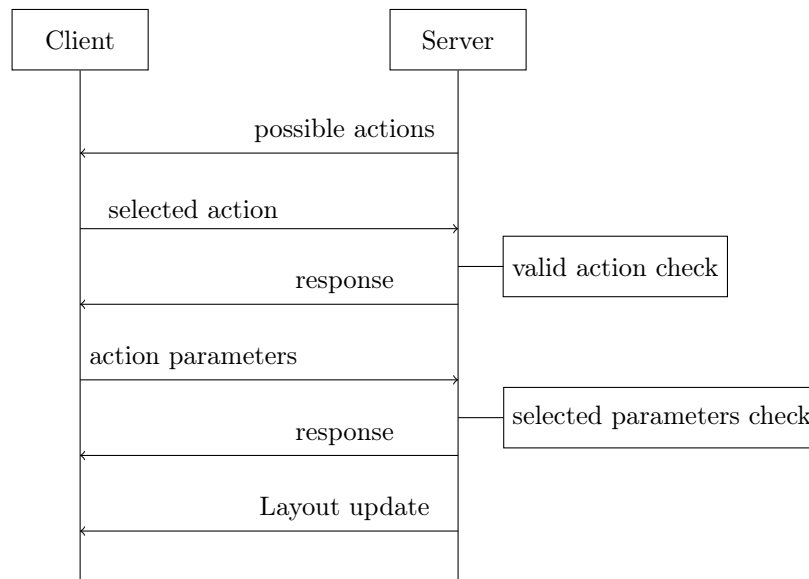 Client
Server
possible actions
selected action
valid action check
response
action parameters
selected parameters check
response
Layout update